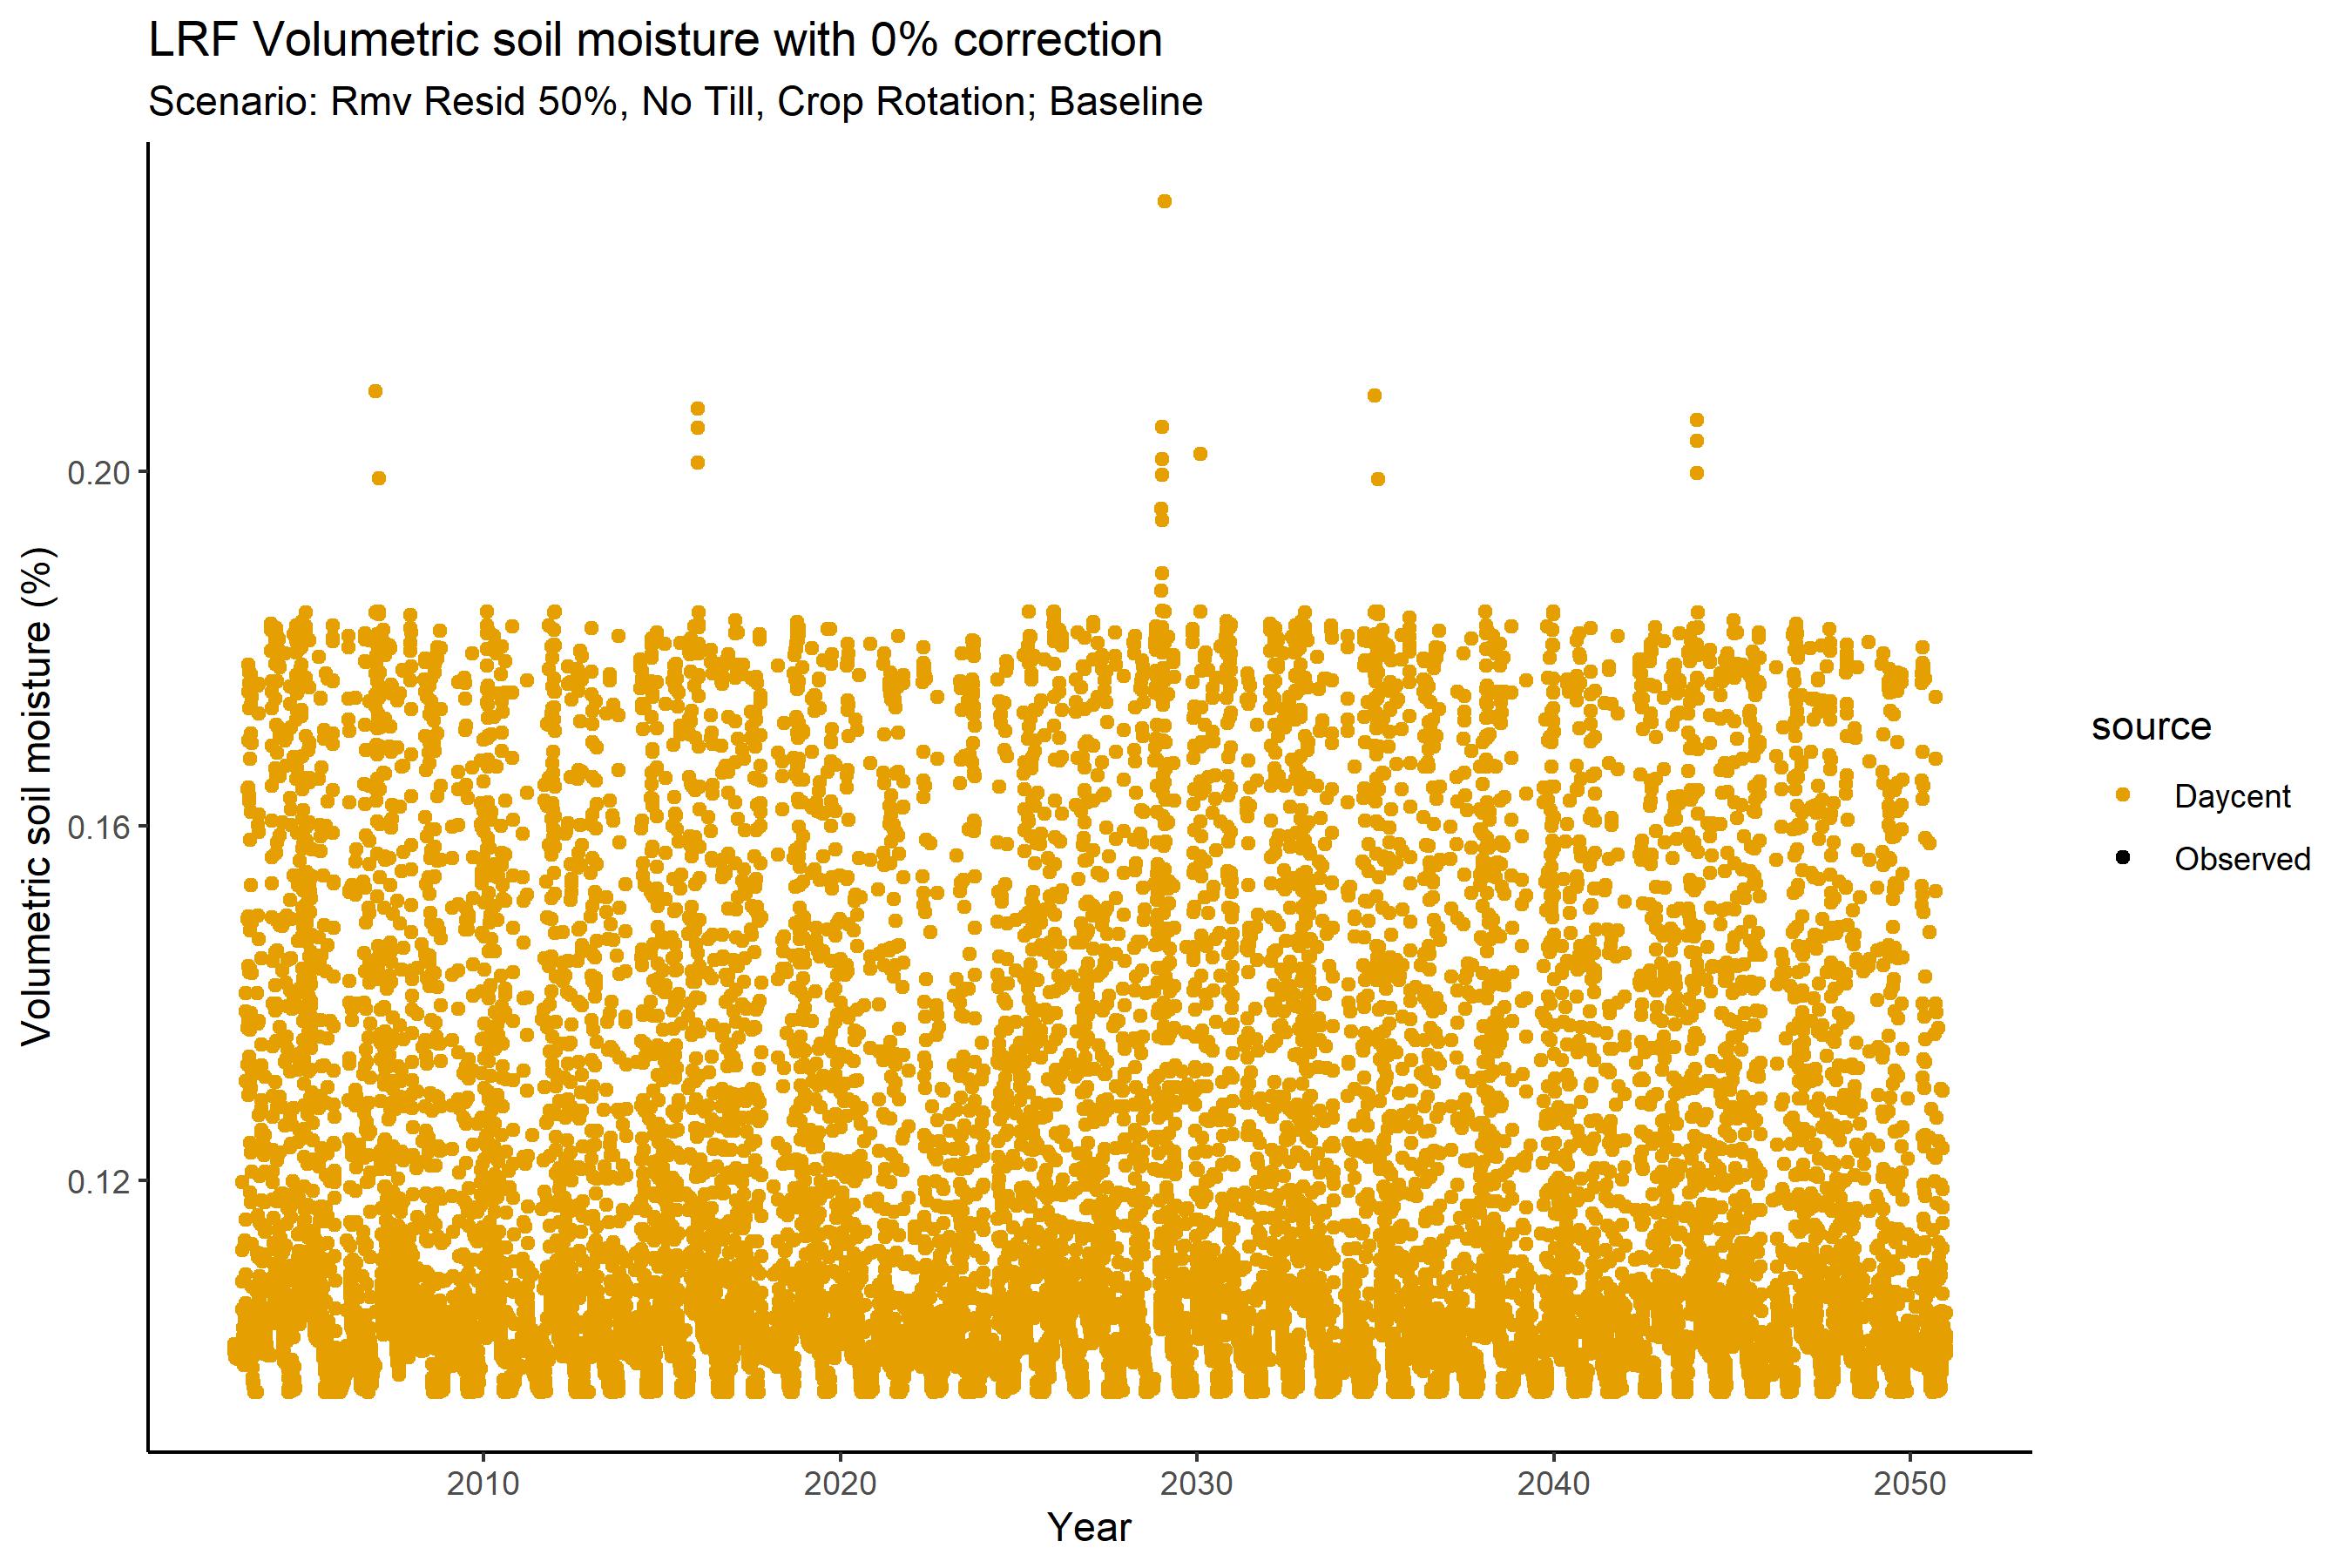 LRF Volumetric soil moisture with 0% correction
Scenario: Rmv Resid 50%, No Till, Crop Rotation; Baseline
Volumetric soil moisture (%)
0.20
0.16
0.12
2010
2020
2030
2040
2050
Year
source
Daycent
Observed